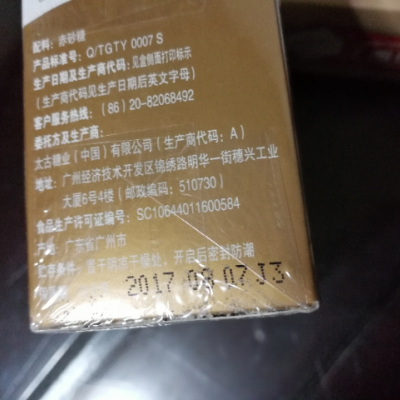 配料：赤砂糖
产品标准号：Q/TGTY 0007 S
生产日期及生产商代码：见盒侧面打印标示
（生产商代码见生产日期后英文字母）
客户服务热线：（86）20-82068492
委托方及生产商：
太古糖业（中国）有限公司（生产商代码：A）
地址：广州经济技术开发区锦绣路明华一街穗兴工业
大厦6号4楼（邮政编码：510730）
食品生产许可证编号：SC10644011600584
产地：广东省广州市
贮存条件：置于阴凉干燥处，开启后密封防潮
2017 09 07 J3